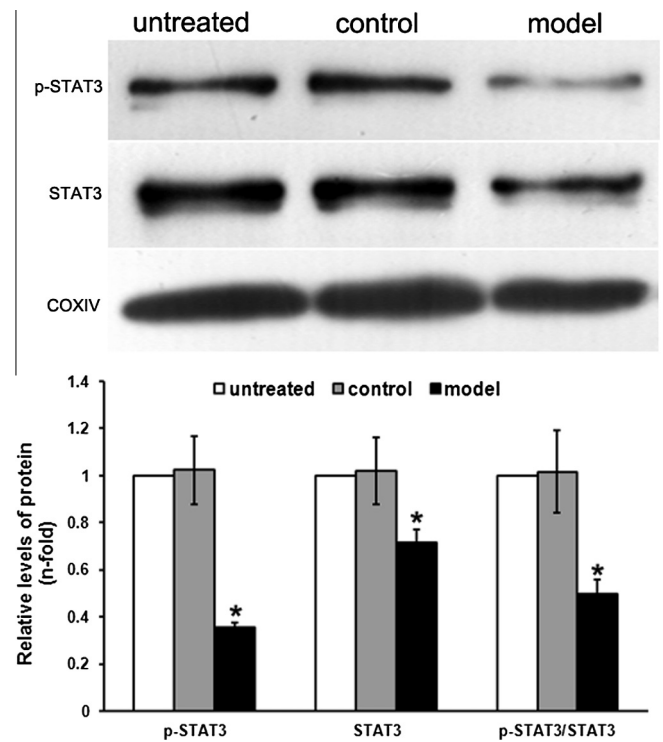 untreated control model
p-STAT3
STAT3
COXIV
untreated control model
1.4
1.2
1
0.8
0.6
0.4
0.2
0
Relative levels of protein
(n-fold)
* * *
p-STAT3 STAT3 p-STAT3/STAT3